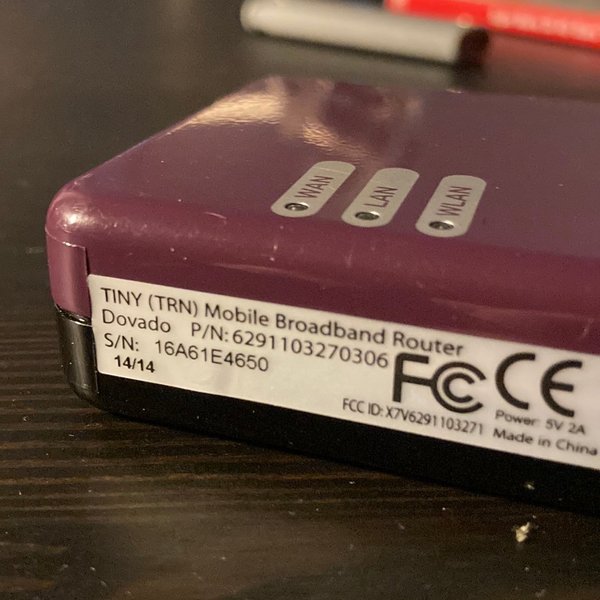 WAN
LAN
WLAN
TINY (TRN) Mobile Broadband Router
Dovado P/N: 6291103270306
S/N: 16A61E4650
14/14
FC CE
FCC ID: X7V6291103271
Power: 5V 2A
Made in China